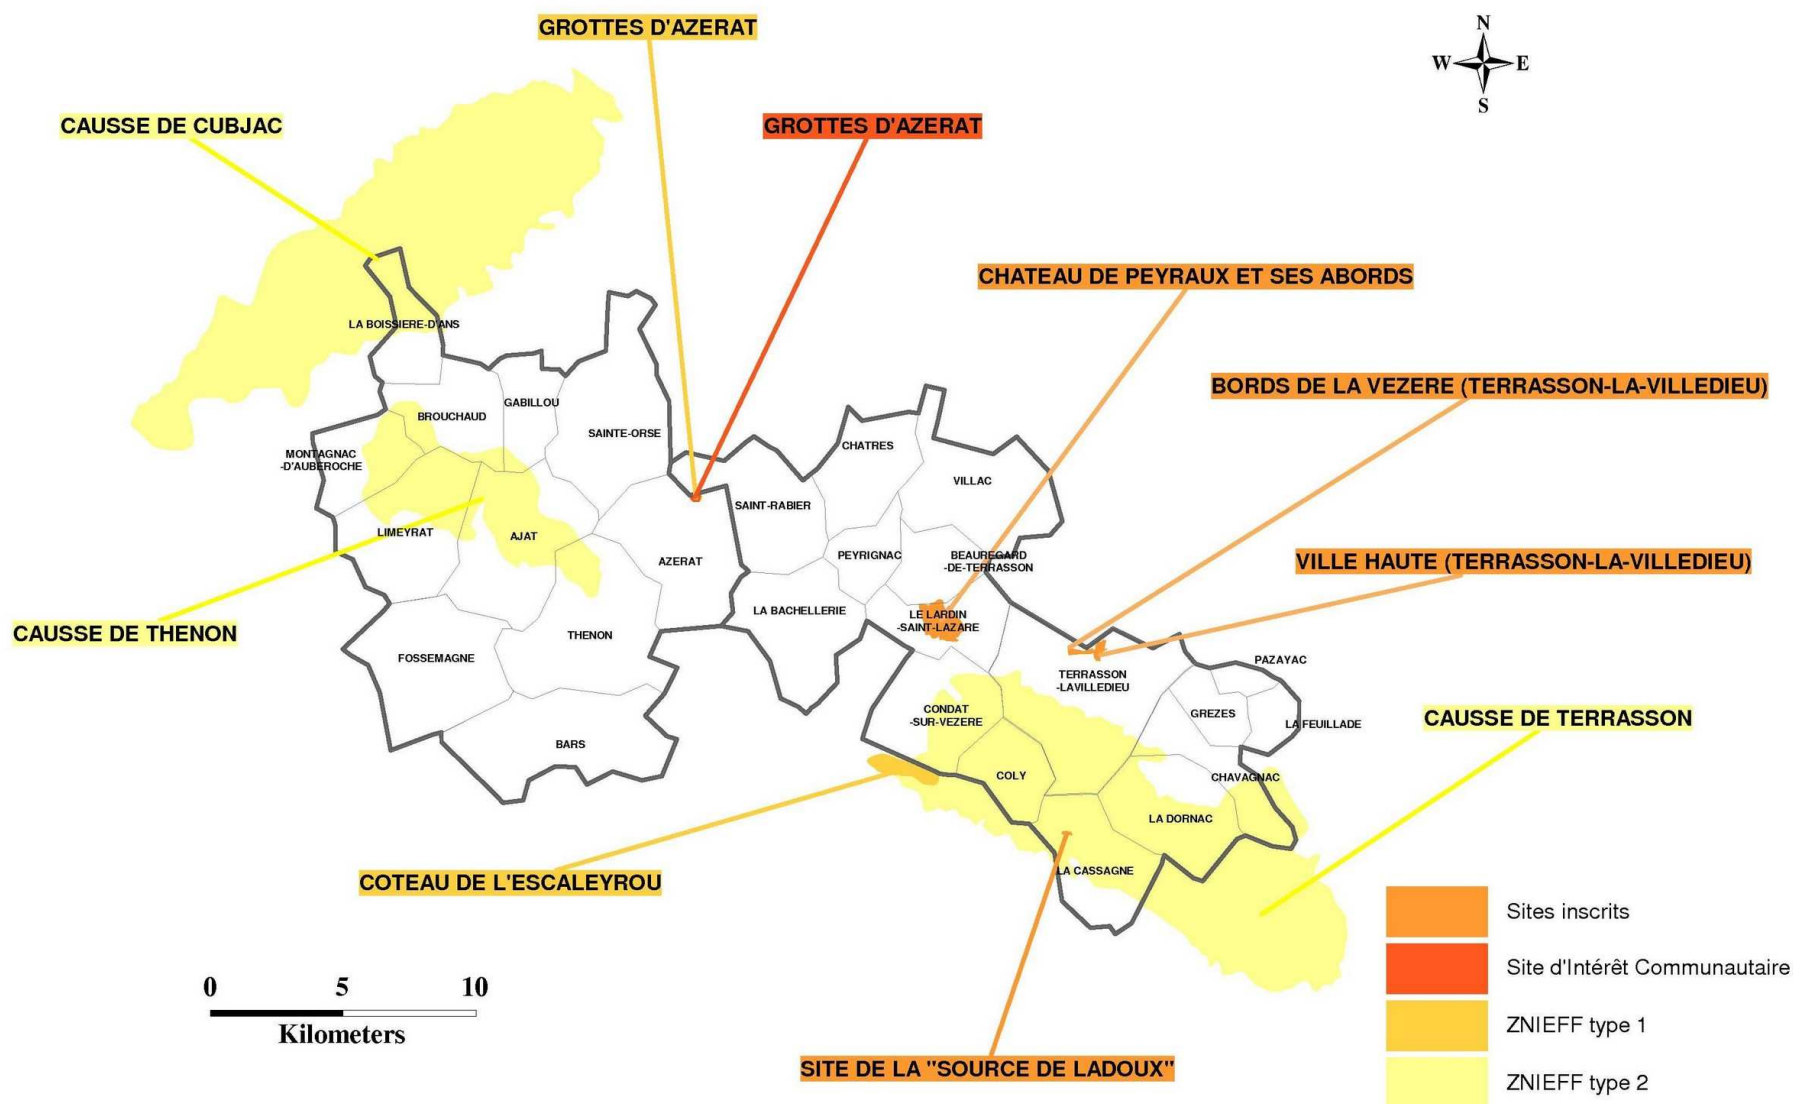 GROTTES D'AZERAT
N
W E
S
CAUSSE DE CUBJAC
GROTTES D'AZERAT
CHATEAU DE PEYRAUX ET SES ABORDS
LA BOISSIERE-D'ANS
BORDS DE LA VEZERE (TERRASSON-LA-VILLEDIEU)
GABILLOU
BROUCHAUD
SAINTE-ORSE
CHATRES
MONTAGNAC
-D'AUBEROCHE
VILLAC
SAINT-RABIER
LIMEYRAT
AJAT
PEYRIGNAC
BEAUREGARD
-DE-TERRASSON
AZERAT
VILLE HAUTE (TERRASSON-LA-VILLEDIEU)
LA BACHELLERIE
LE LARDIN
-SAINT-LAZARE
CAUSSE DE THENON
THENON
FOSSEMAGNE
PAZAYAC
TERRASSON
-LAVILLEDIEU
CONDAT
-SUR-VEZERE
GREZES
LA FEUILLADE
CAUSSE DE TERRASSON
BARS
COLY
CHAVAGNAC
LA DORNAC
LA CASSAGNE
COTEAU DE L'ESCALEYROU
Sites inscrits
Site d'Intérêt Communautaire
0 5 10
Kilometers
ZNIEFF type 1
SITE DE LA "SOURCE DE LADOUX"
ZNIEFF type 2